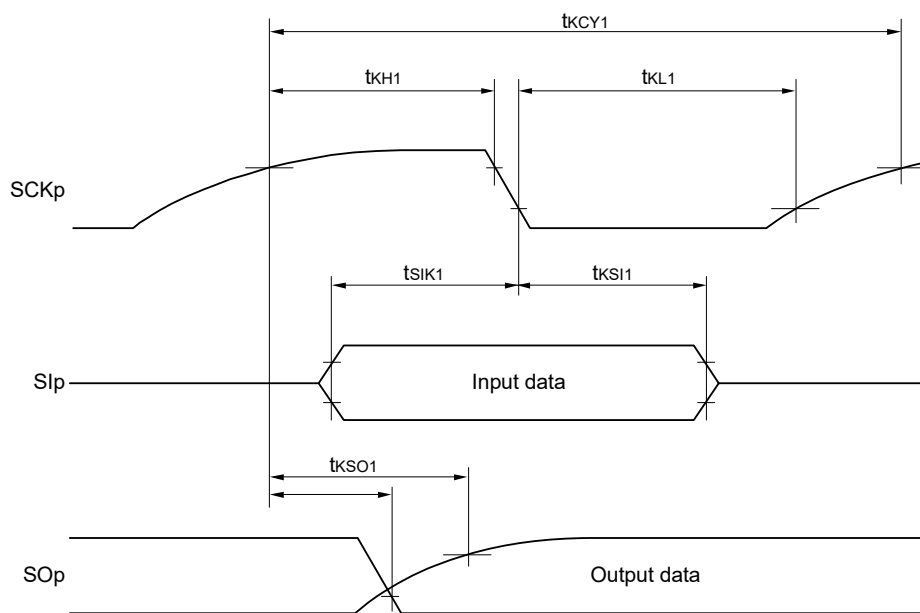 tKCY1
tKH1
tKL1
SCKp
tSIK1
tKSI1
SIp
Input data
tKSO1
SOp
Output data